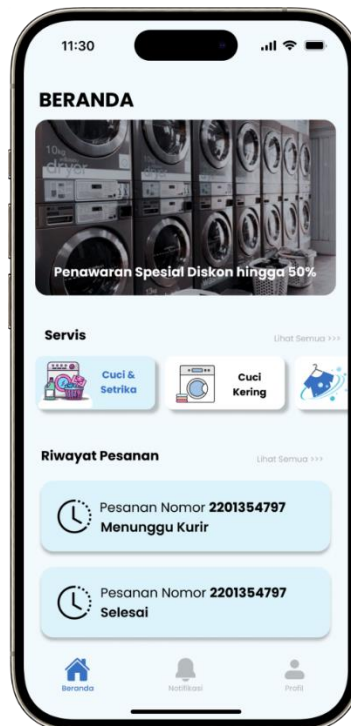 11:30
BERANDA
10kg
dryer
Penawaran Spesial Diskon hingga 50%
Servis
Lihat Semua >>>
Cuci &
Setrika
Cuci
Kering
Riwayat Pesanan
Lihat Semua >>>
Pesanan Nomor 2201354797
Menunggu Kurir
Pesanan Nomor 2201354797
Selesai
Beranda
Notifikasi
Profil